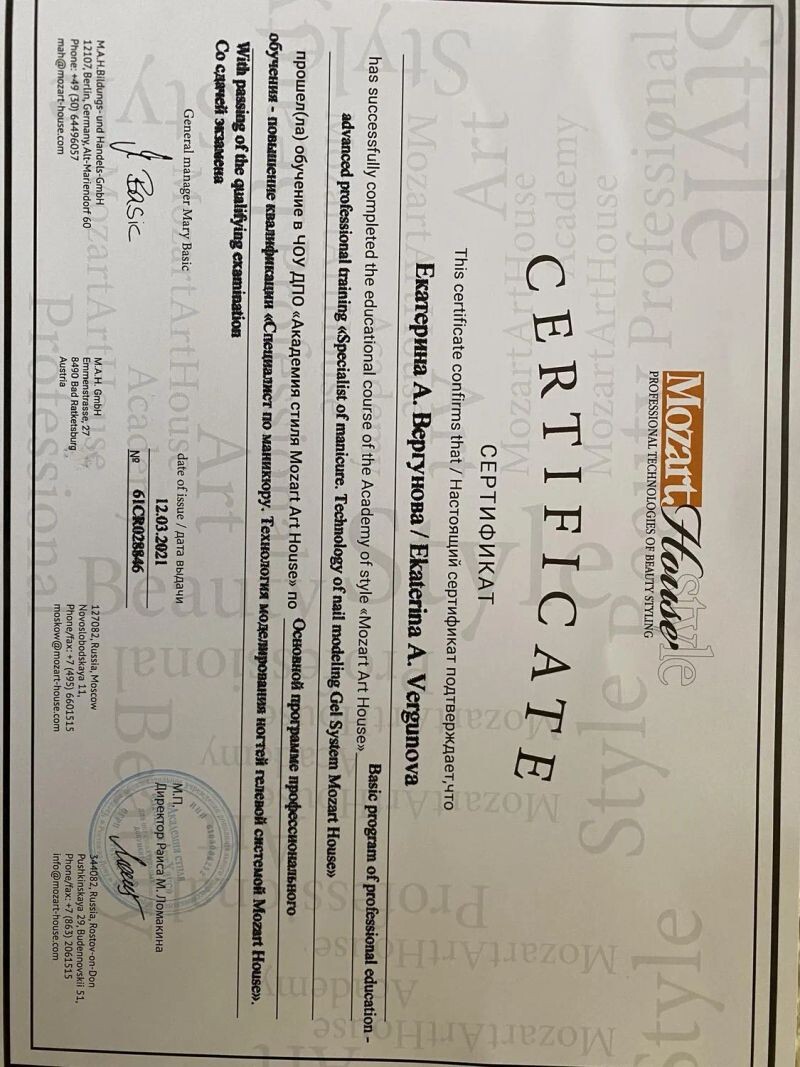 Mozart House style
PROFESSIONAL TECHNOLOGIES OF BEAUTY STYLING
CERTIFICATE
СЕРТИФИКАТ
This certificate confirms that / Настоящий сертификат подтверждает,что
Екатерина А. Вергунова / Ekaterina A. Vergunova
has successfully completed the educational course of the Academy of style «Mozart Art House» Basic program of professional education -
advanced professional training «Specialist of manicure. Technology of nail modeling Gel System Mozart House»
прошел(ла) обучение в ЧОУ ДПО «Академия стиля Mozart Art House» по Основной программе профессионального
обучения - повышение квалификации «Специалист по маникюру. Технология моделирования ногтей гелевой системой Mozart House».
With passing of the qualifying examination
Со сдачей экзамена
General manager Mary Basic
Basic
date of issue / дата выдачи
12.03.2021
№ 61CR028846
М.П.
Директор Раиса М. Ломакина
M.A.H.Bildungs- und Handels-GmbH
12107, Berlin, Germany,Alt-Mariendorf 60
Phone: +49 (30) 64496057
mah@mozart-house.com
M.A.H. GmbH
Emmenstrasse, 27
8490 Bad Ratketsburg,
Austria
127082, Russia, Moscow
Novoslobodskaya 11,
Phone/fax: +7 (495) 6601515
moskow@mozart-house.com
344082, Russia, Rostov-on-Don
Pushkinskaya 29, Budennovskii 51,
Phone/fax: +7 (863) 2061515
info@mozart-house.com